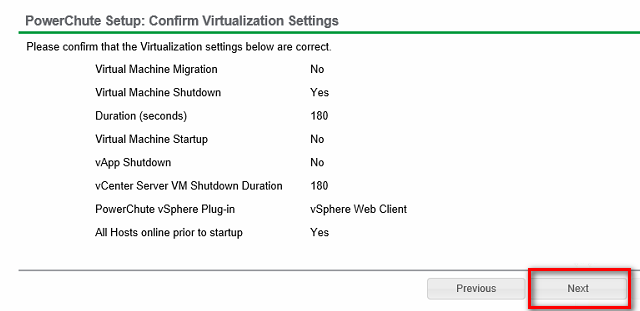 PowerChute Setup: Confirm Virtualization Settings
Please confirm that the Virtualization settings below are correct.
Virtual Machine Migration No
Virtual Machine Shutdown Yes
Duration (seconds) 180
Virtual Machine Startup No
vApp Shutdown No
vCenter Server VM Shutdown Duration 180
PowerChute vSphere Plug-in vSphere Web Client
All Hosts online prior to startup Yes
Previous Next